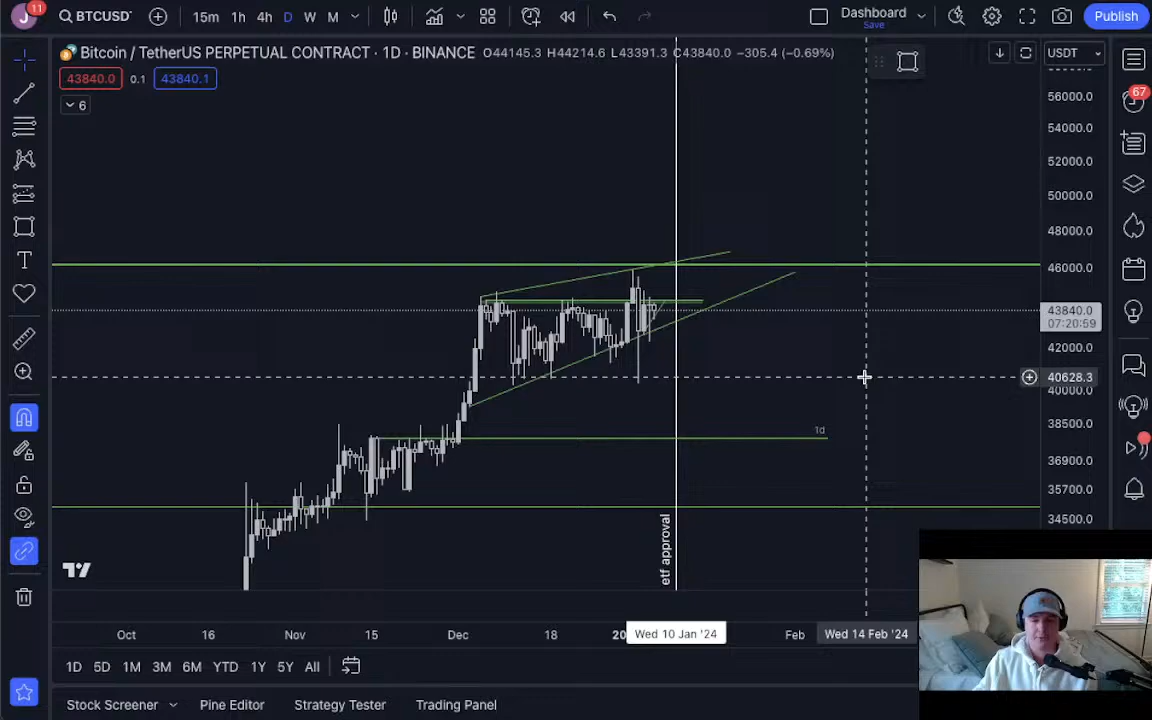 J 11 BTCUSDT 15m 1h 4h D W M Dashboard Save Publish
Bitcoin / TetherUS PERPETUAL CONTRACT · 1D · BINANCE O44145.3 H44214.6 L43391.3 C43840.0 −305.4 (−0.69%) USDT
43840.0 0.1 43840.1
6
67
56000.0
54000.0
52000.0
50000.0
48000.0
46000.0
43840.0
07:20:59
42000.0
40628.3
40000.0
1d
38500.0
36900.0
35700.0
34500.0
etf approval
Oct 16 Nov 15 Dec 18 20 Wed 10 Jan '24 Feb Wed 14 Feb '24
1D 5D 1M 3M 6M YTD 1Y 5Y All
Stock Screener Pine Editor Strategy Tester Trading Panel